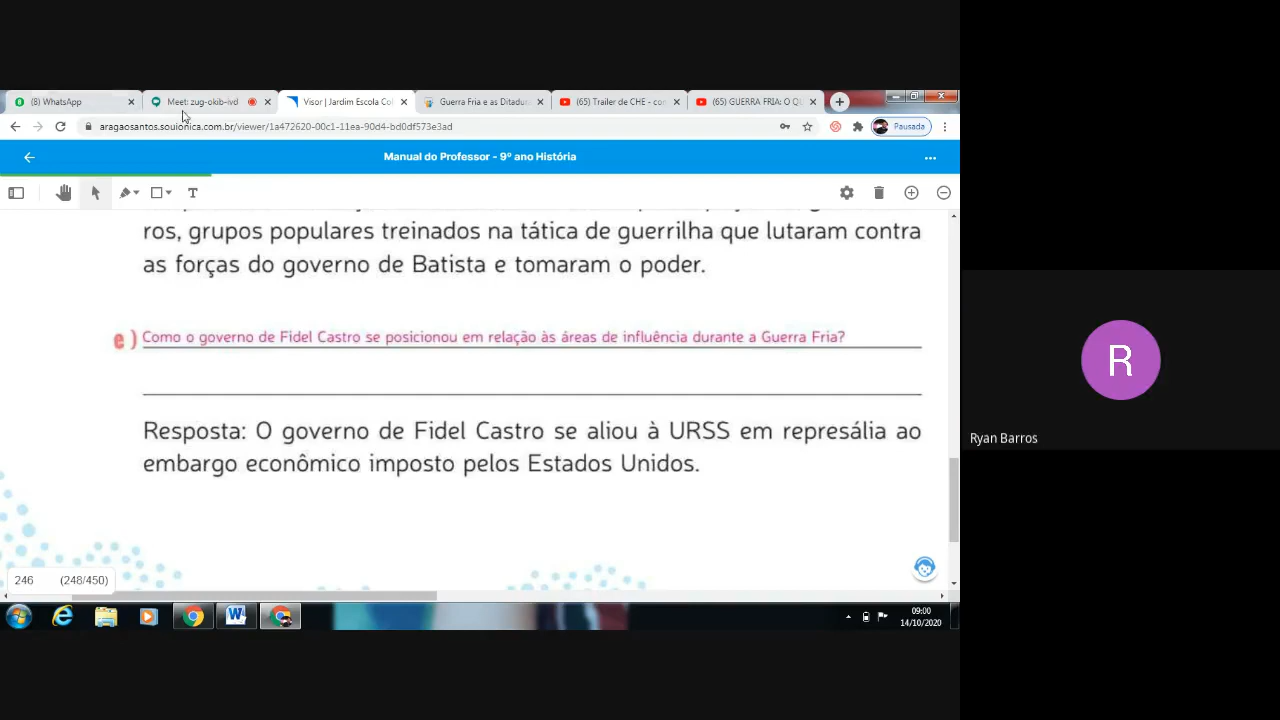 (8) WhatsApp
Meet: zug-okib-ivd
Visor | Jardim Escola Col
Guerra Fria e as Ditadun
(65) Trailer de CHE - cor
(65) GUERRA FRIA: O QU
aragaosantos.souionica.com.br/viewer/1a472620-00c1-11ea-90d4-bd0df573e3ad
Pausada
Manual do Professor - 9º ano História
T
ros, grupos populares treinados na tática de guerrilha que lutaram contra
as forças do governo de Batista e tomaram o poder.
e ) Como o governo de Fidel Castro se posicionou em relação às áreas de influência durante a Guerra Fria?
Resposta: O governo de Fidel Castro se aliou à URSS em represália ao
embargo econômico imposto pelos Estados Unidos.
246 (248/450)
09:00
14/10/2020
R
Ryan Barros